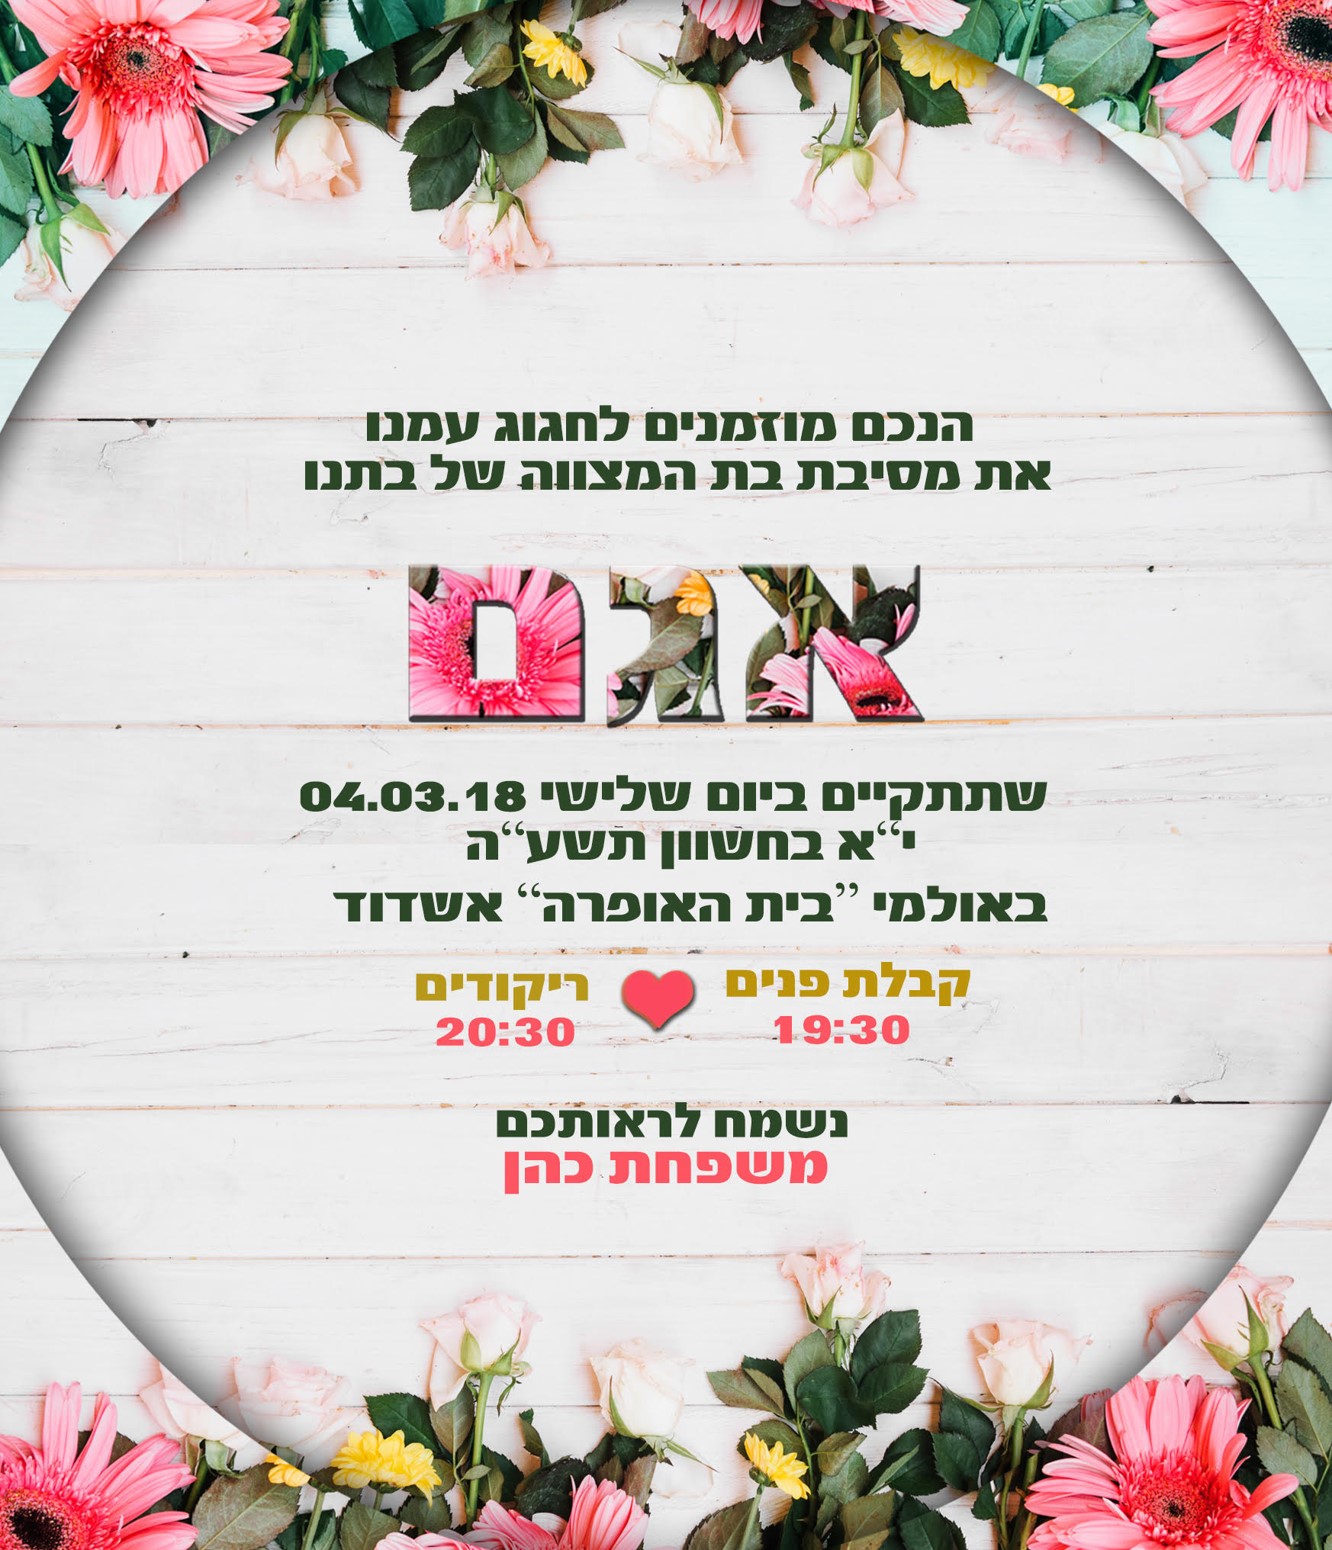 הנכם מוזמנים לחגוג עמנו
את מסיבת בת המצווה של בתנו
אגם
שתתקיים ביום שלישי 04.03.18
י“א בחשוון תשע“ה
באולמי ”בית האופרה“ אשדוד
קבלת פנים
19:30
ריקודים
20:30
נשמח לראותכם
משפחת כהן